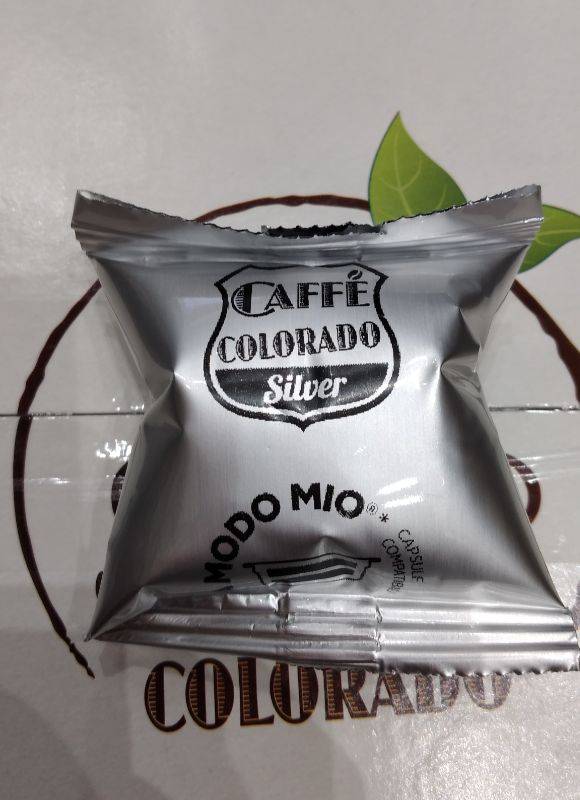 CAFFÈ
COLORADO
Silver
MODO MIO®*
CAPSULE
COMPATIBILI
COLORADO